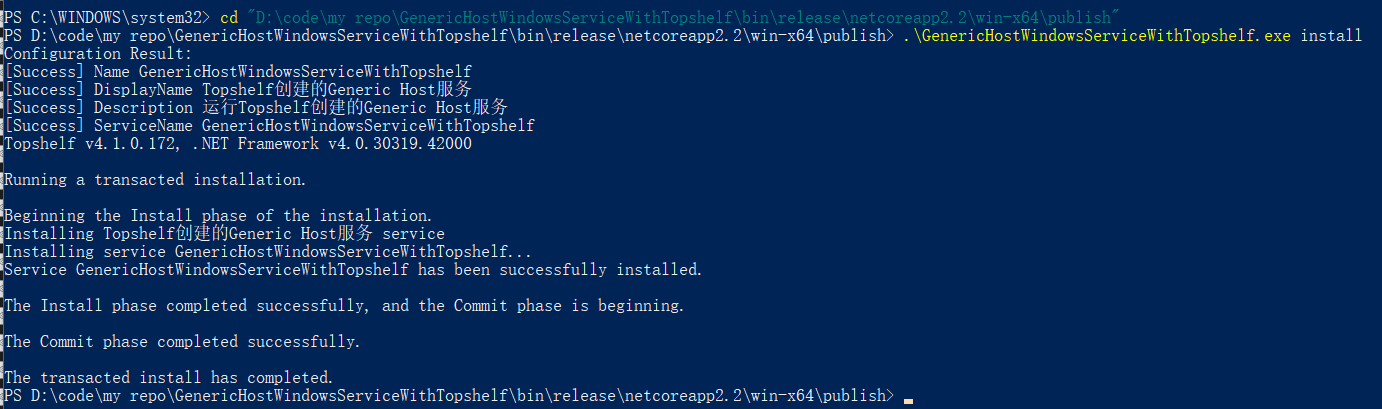 PS C:\WINDOWS\system32> cd "D:\code\my repo\GenericHostWindowsServiceWithTopshelf\bin\release\netcoreapp2.2\win-x64\publish"
PS D:\code\my repo\GenericHostWindowsServiceWithTopshelf\bin\release\netcoreapp2.2\win-x64\publish> .\GenericHostWindowsServiceWithTopshelf.exe install
Configuration Result:
[Success] Name GenericHostWindowsServiceWithTopshelf
[Success] DisplayName Topshelf创建的Generic Host服务
[Success] Description 运行Topshelf创建的Generic Host服务
[Success] ServiceName GenericHostWindowsServiceWithTopshelf
Topshelf v4.1.0.172, .NET Framework v4.0.30319.42000
Running a transacted installation.
Beginning the Install phase of the installation.
Installing Topshelf创建的Generic Host服务 service
Installing service GenericHostWindowsServiceWithTopshelf...
Service GenericHostWindowsServiceWithTopshelf has been successfully installed.
The Install phase completed successfully, and the Commit phase is beginning.
The Commit phase completed successfully.
The transacted install has completed.
PS D:\code\my repo\GenericHostWindowsServiceWithTopshelf\bin\release\netcoreapp2.2\win-x64\publish>